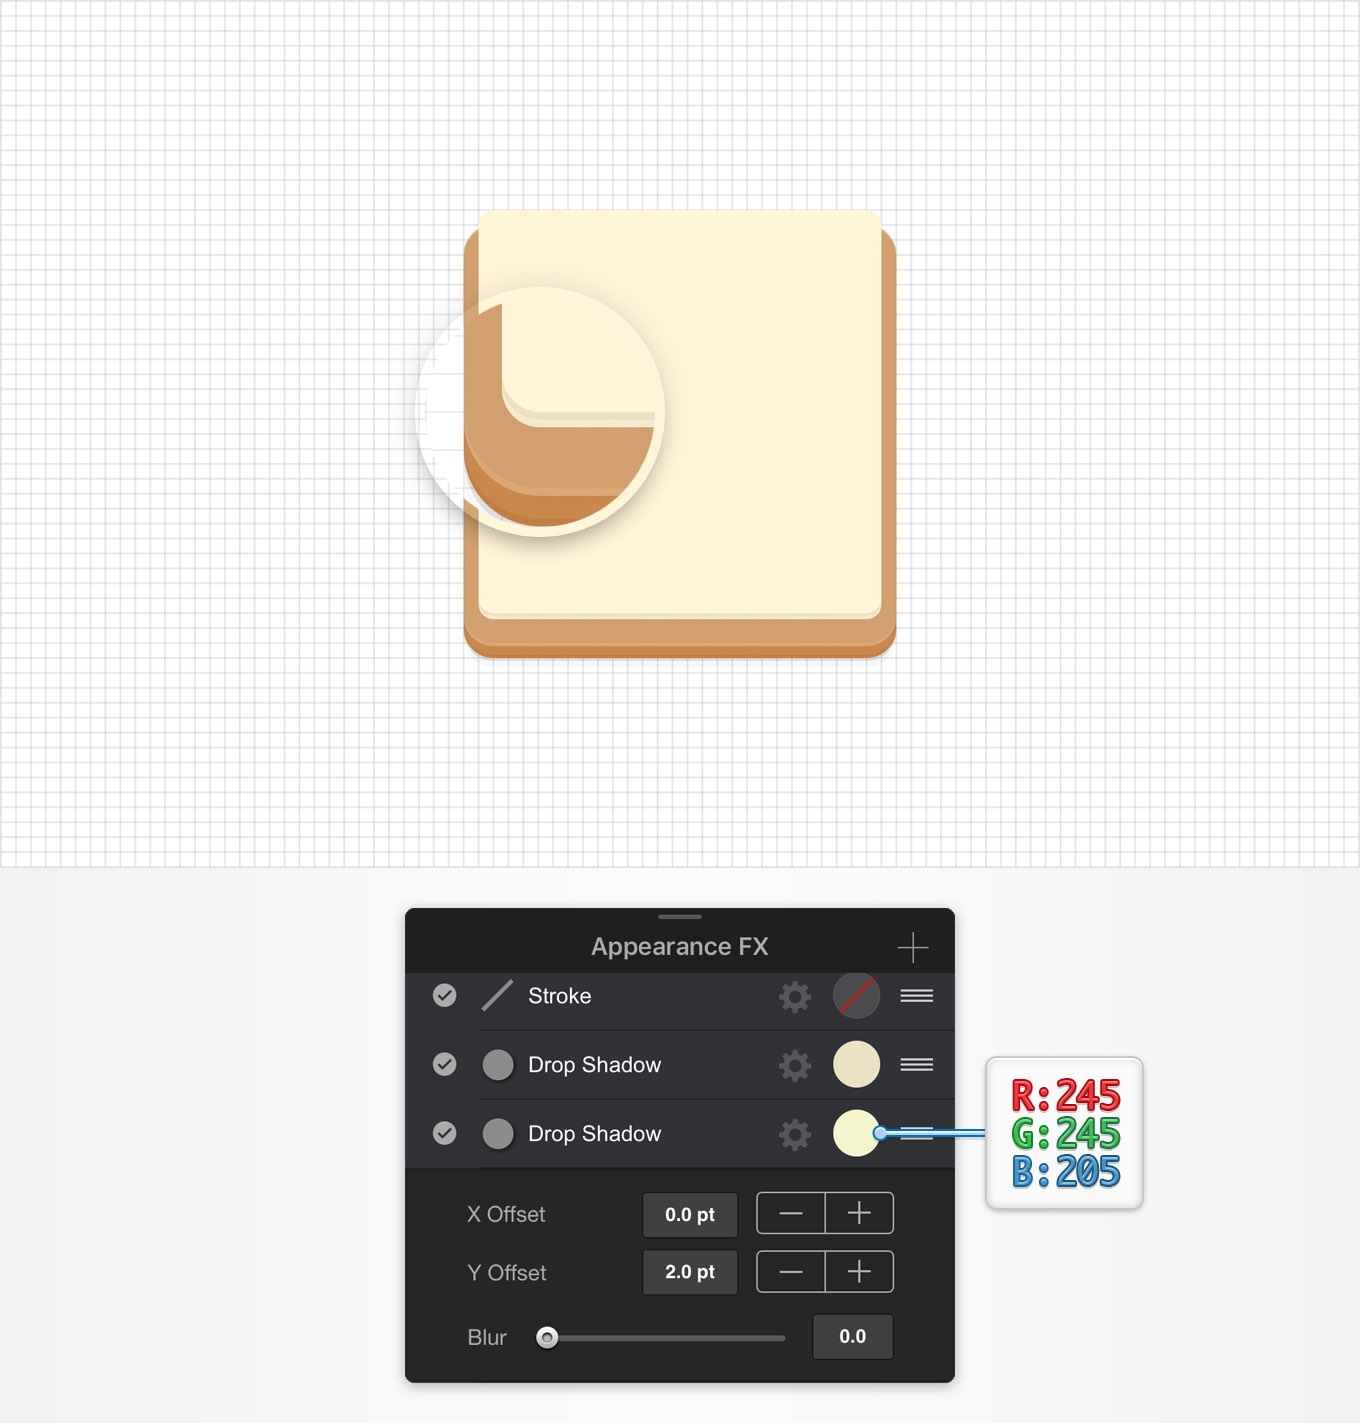 Appearance FX
Stroke
Drop Shadow
Drop Shadow
R:245
G:245
B:205
X Offset 0.0 pt
Y Offset 2.0 pt
Blur 0.0